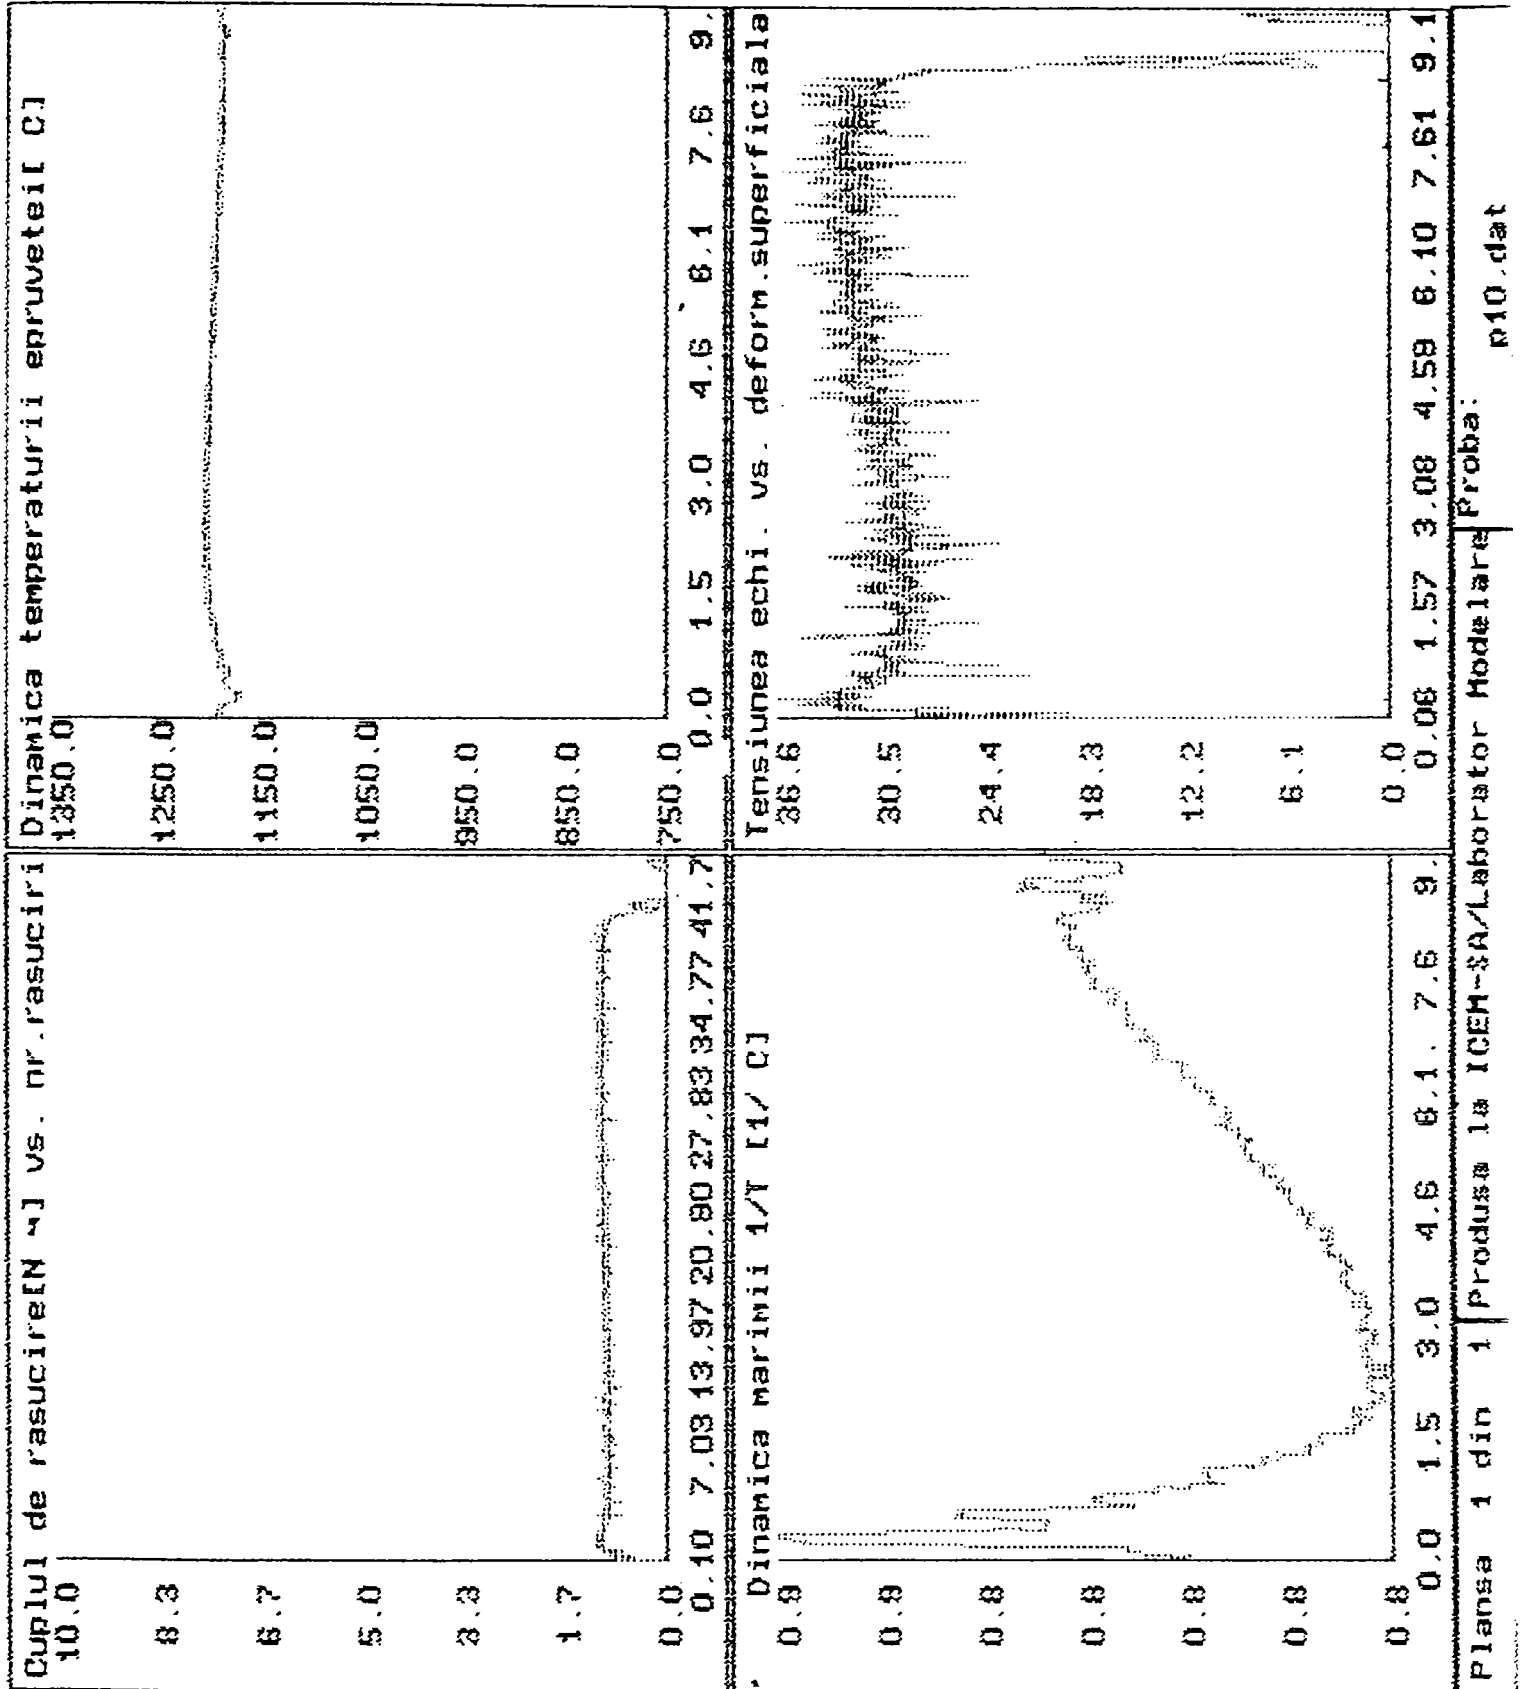 Cuplul de rasucire[N M] vs. nr.rasuciri
10.0
8.3
6.7
5.0
3.3
1.7
0.0
0.10 7.03 13.97 20.90 27.83 34.77 41.7
Dinamica temperaturii epruvetei[ C]
1350.0
1250.0
1150.0
1050.0
950.0
850.0
750.0
0.0 1.5 3.0 4.6 6.1 7.6 9.
Dinamica marimii 1/T [1/ C]
0.9
0.9
0.8
0.8
0.8
0.8
0.8
0.0 1.5 3.0 4.6 6.1 7.6 9.
Tensiunea echi. vs. deform.superficiala
36.6
30.5
24.4
18.3
12.2
6.1
0.0
0.08 1.57 3.08 4.59 6.10 7.61 9.1
Plansa 1 din 1 Produsa la ICEM-SA/Laborator Modelare Proba:
p10.dat